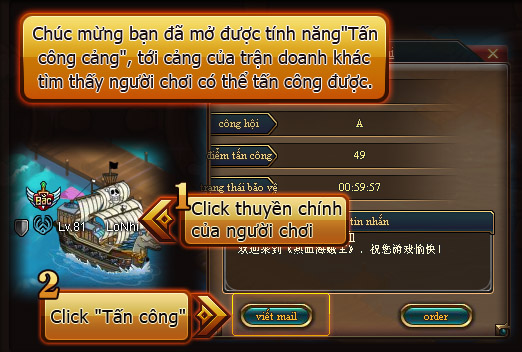 Chúc mừng bạn đã mở được tính năng"Tấn
công cảng", tới cảng của trận doanh khác
tìm thấy người chơi có thể tấn công được.
công hội
A
điểm tấn công
49
trạng thái bảo vệ
00:59:57
1
Click thuyền chính
của người chơi
tin nhắn
欢迎来到《热血海贼王》，祝您游戏愉快！
Bắc
Lv.81
LoNhi
2
Click "Tấn công"
viết mail
order